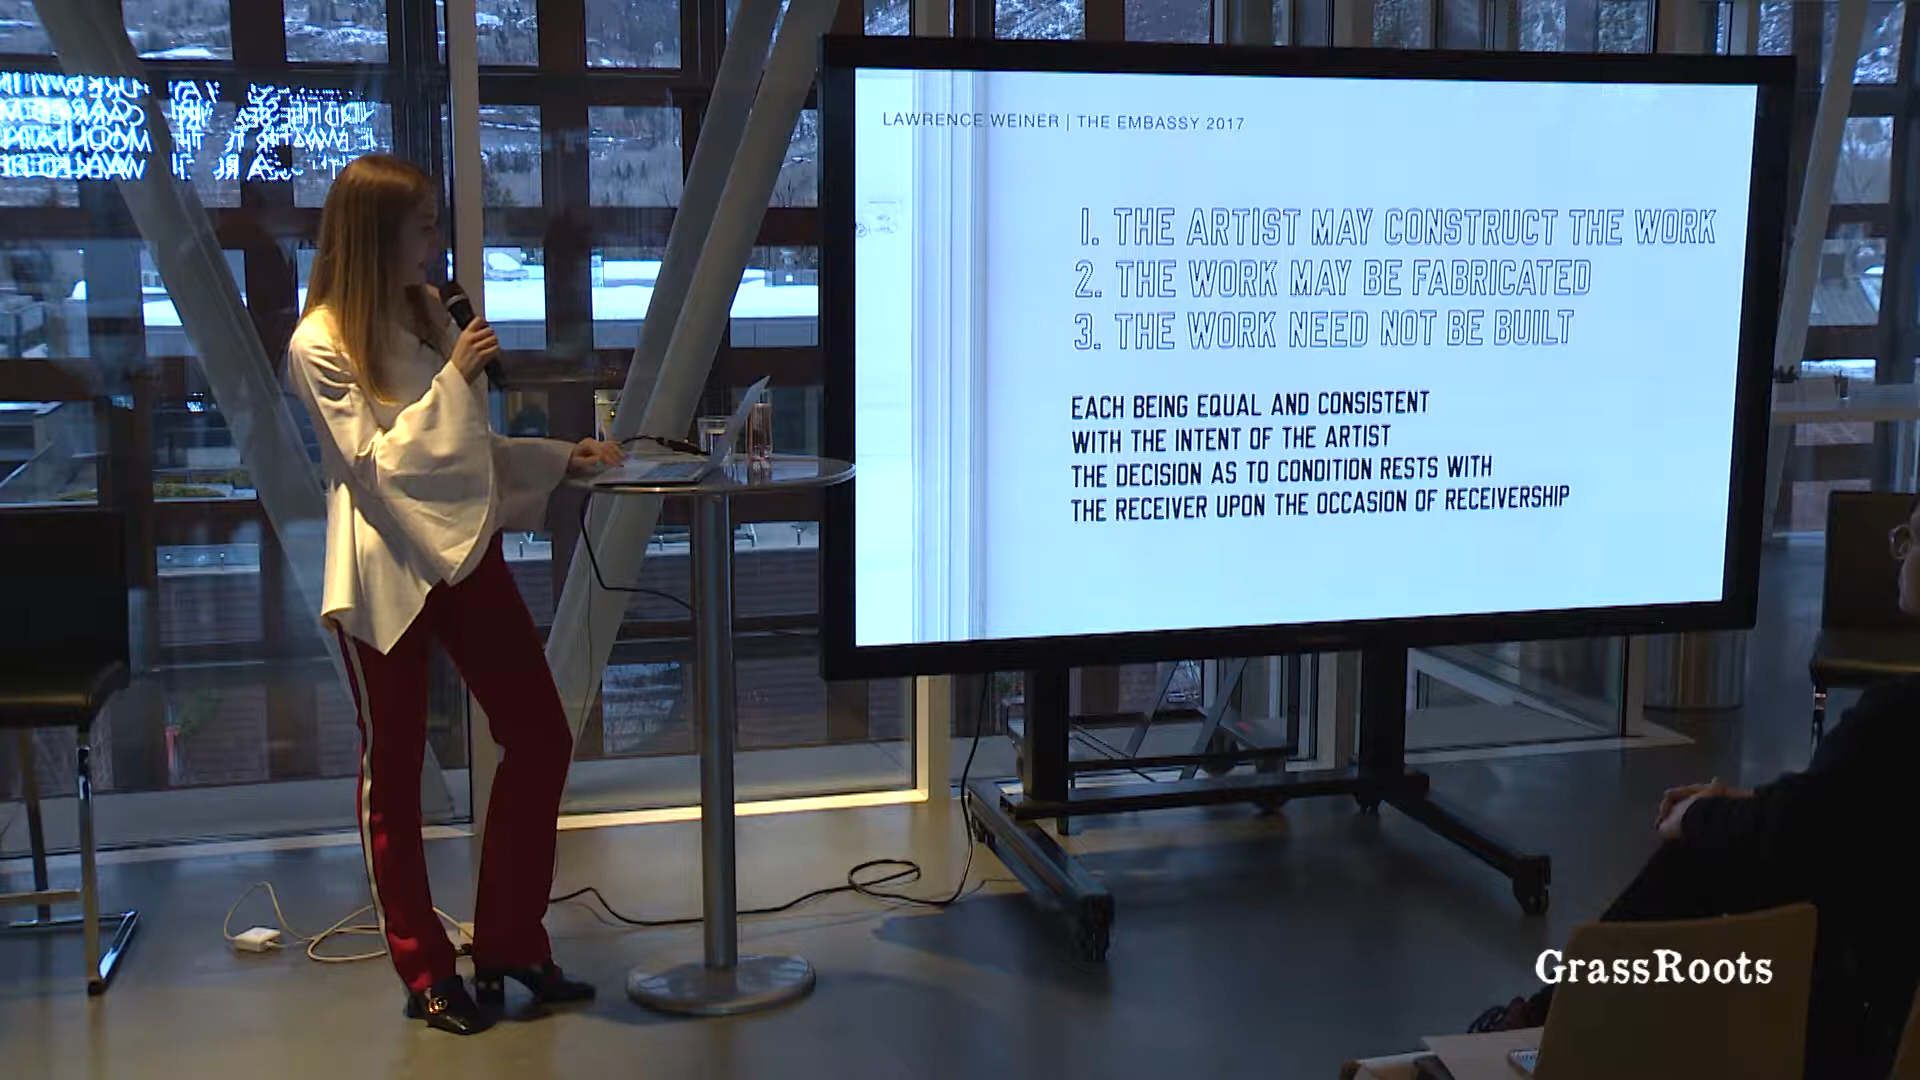 LAWRENCE WEINER | THE EMBASSY 2017
1. THE ARTIST MAY CONSTRUCT THE WORK
2. THE WORK MAY BE FABRICATED
3. THE WORK NEED NOT BE BUILT
EACH BEING EQUAL AND CONSISTENT
WITH THE INTENT OF THE ARTIST
THE DECISION AS TO CONDITION RESTS WITH
THE RECEIVER UPON THE OCCASION OF RECEIVERSHIP
GrassRoots